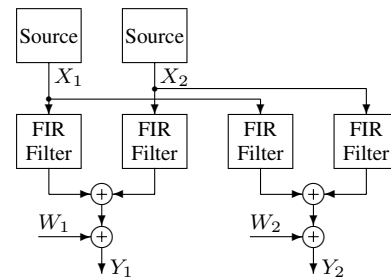 Source Source
X₁ X₂
FIR Filter FIR Filter FIR Filter FIR Filter
+ +
W₁ + W₂ +
Y₁ Y₂